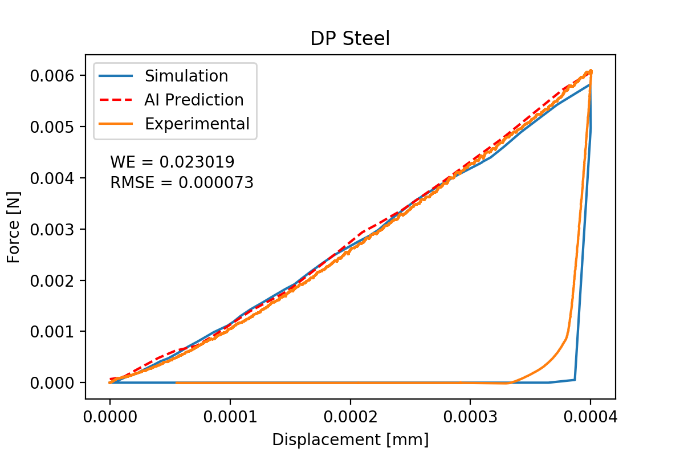 DP Steel
Simulation
AI Prediction
Experimental
WE = 0.023019
RMSE = 0.000073
Force [N]
0.006
0.005
0.004
0.003
0.002
0.001
0.000
0.0000 0.0001 0.0002 0.0003 0.0004
Displacement [mm]